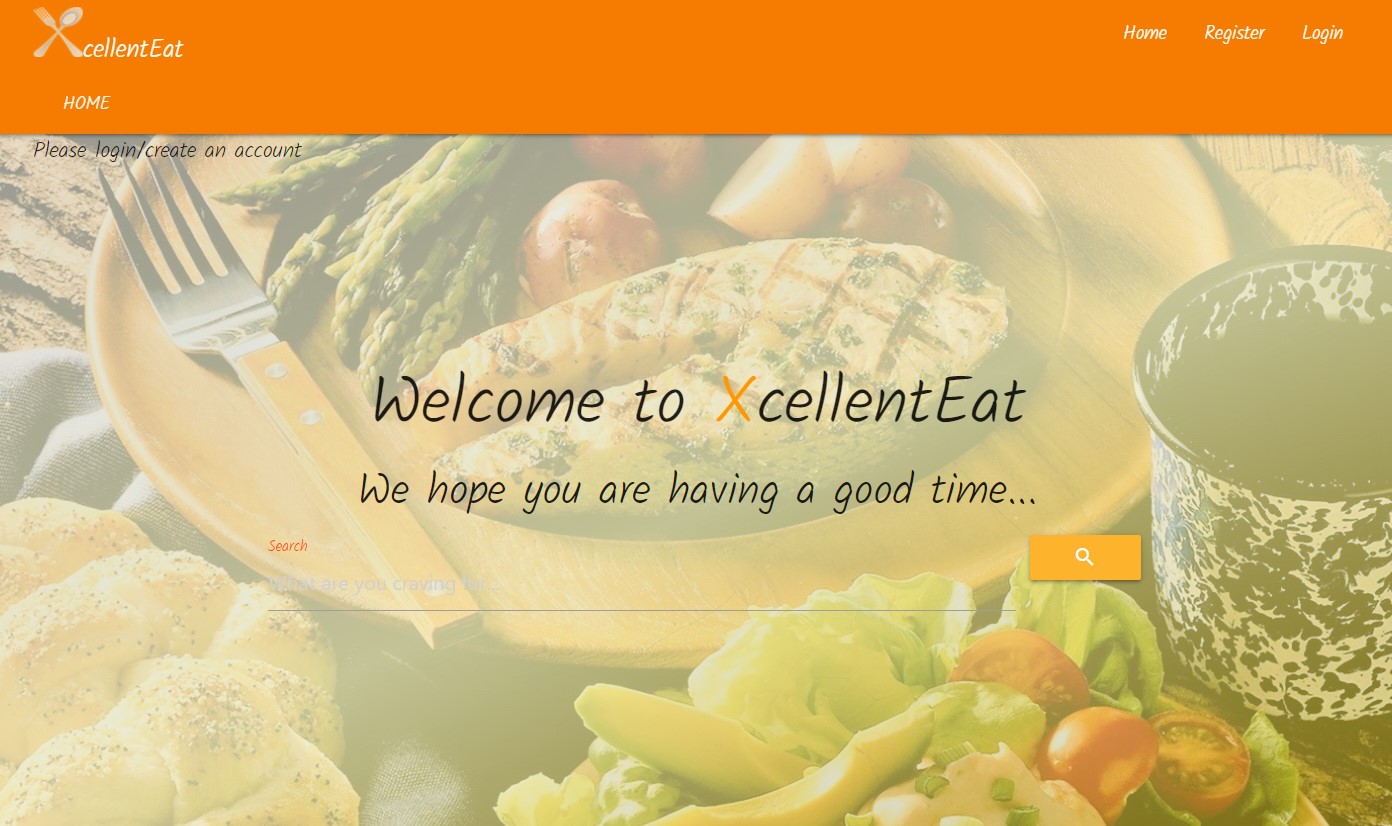 XcellentEat
Home Register Login
HOME
Please login/create an account
Welcome to XcellentEat
We hope you are having a good time...
Search
What are you craving for...